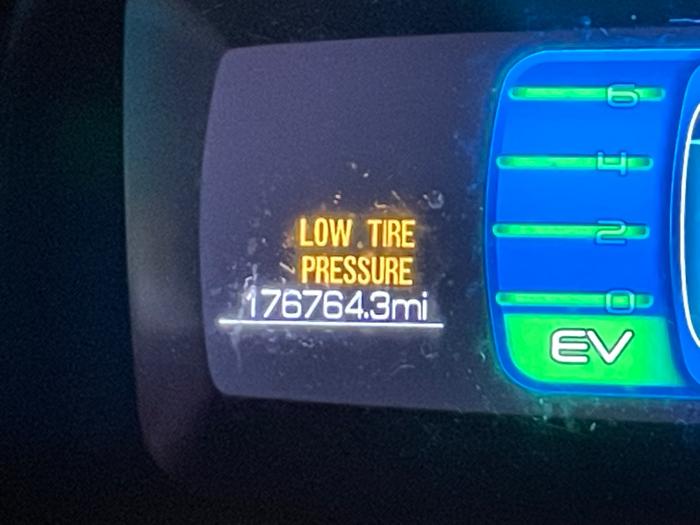 LOW TIRE
PRESSURE
176764.3mi
6
4
2
0
EV